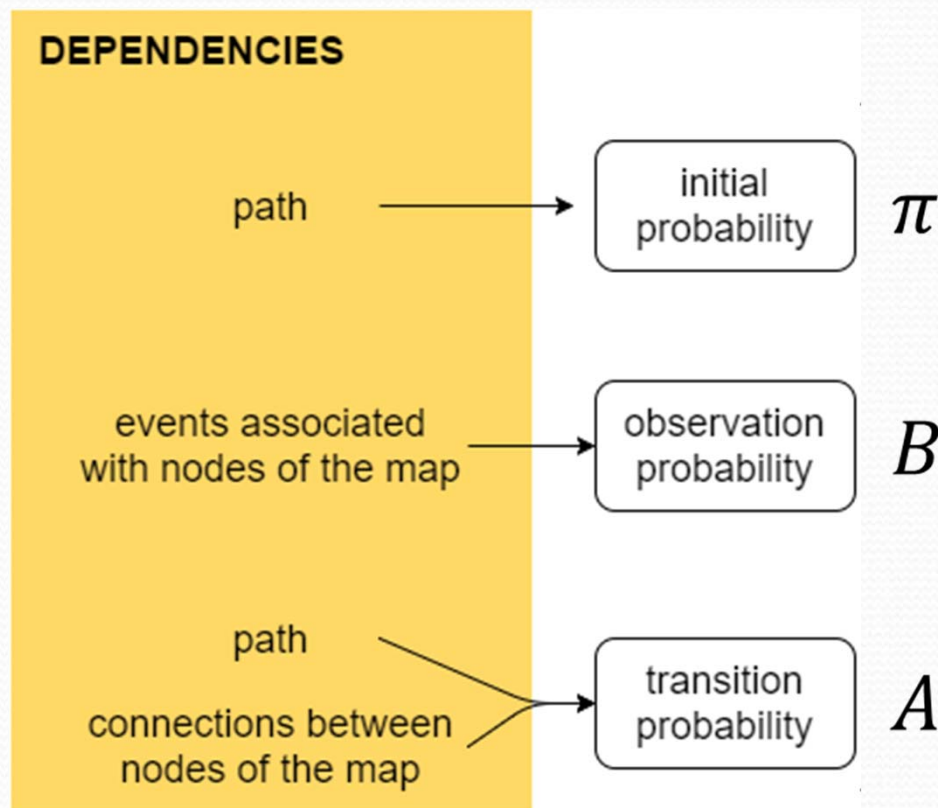 DEPENDENCIES
path
initial
probability
π
events associated
with nodes of the map
observation
probability
B
path
connections between
nodes of the map
transition
probability
A